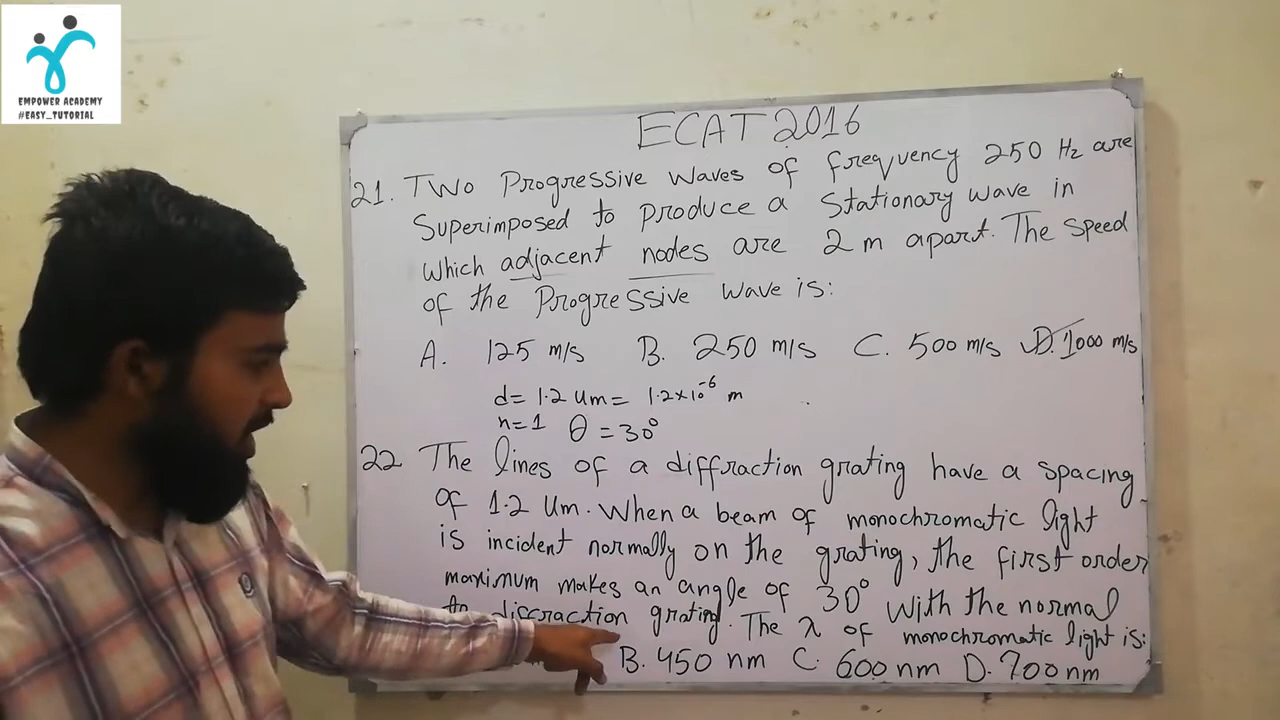 EMPOWER ACADEMY
#EASY_TUTORIAL
ECAT 2016
21. Two Progressive waves of frequency 250 Hz are
Superimposed to produce a Stationary wave in
which adjacent nodes are 2 m apart. The speed
of the Progressive wave is:
A. 125 m/s B. 250 m/s C. 500 m/s D. 1000 m/s
d= 1.2 um= 1.2×10⁻⁶ m
n=1 θ = 30°
22 The lines of a diffraction grating have a spacing
of 1.2 um. When a beam of monochromatic light
is incident normally on the grating, the first order
maximum makes an angle of 30° with the normal
to diffraction grating. The λ of monochromatic light is:
B. 450 nm C. 600 nm D. 700 nm